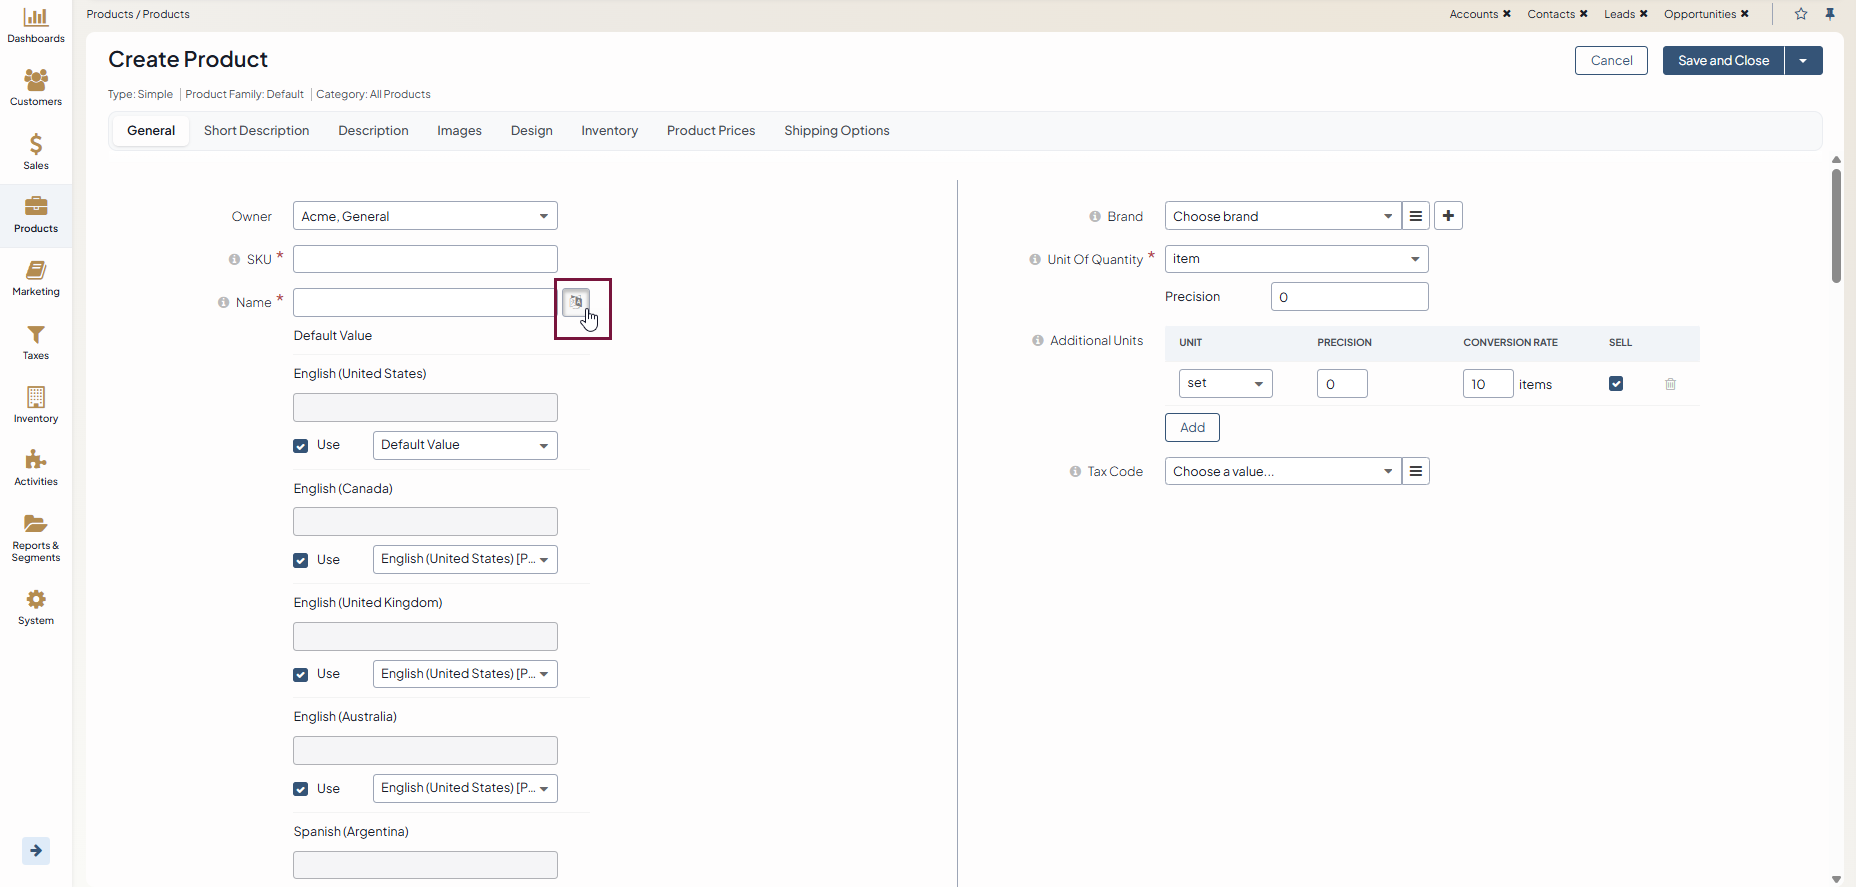 Products / Products
Accounts ✖ Contacts ✖ Leads ✖ Opportunities ✖
Dashboards
Customers
Sales
Products
Marketing
Taxes
Inventory
Activities
Reports &
Segments
System
Create Product
Cancel
Save and Close
Type: Simple | Product Family: Default | Category: All Products
General Short Description Description Images Design Inventory Product Prices Shipping Options
Owner Acme, General
SKU *
Name *
Default Value
English (United States)
Use Default Value
English (Canada)
Use English (United States) [P...
English (United Kingdom)
Use English (United States) [P...
English (Australia)
Use English (United States) [P...
Spanish (Argentina)
Brand Choose brand
Unit Of Quantity * item
Precision 0
Additional Units UNIT PRECISION CONVERSION RATE SELL
set 0 10 items
Add
Tax Code Choose a value...